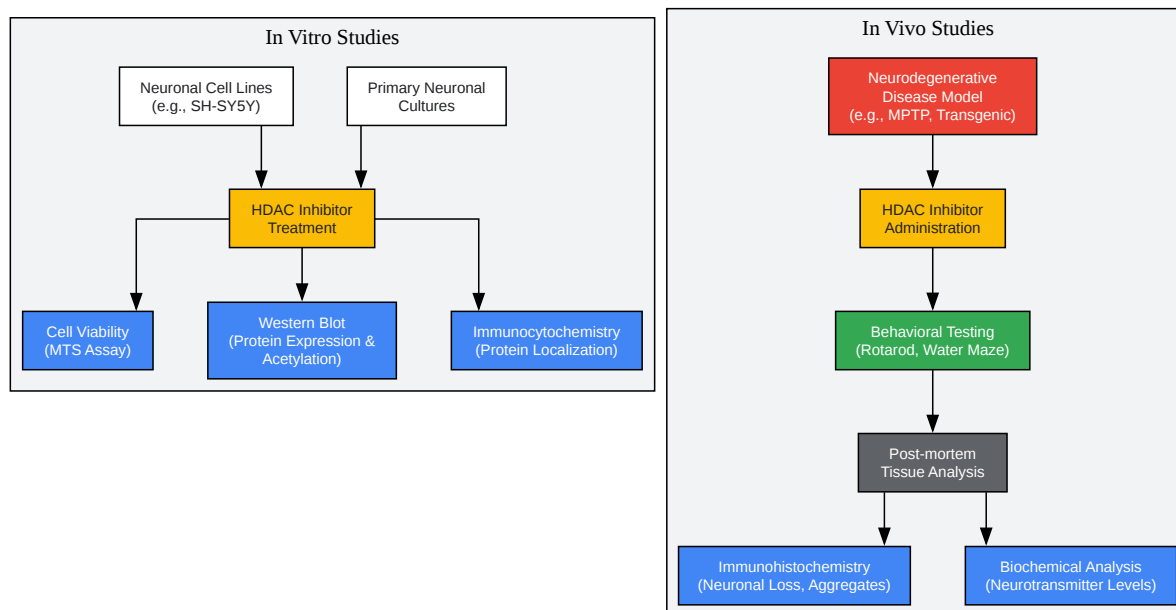 In Vitro Studies
Neuronal Cell Lines
(e.g., SH-SY5Y)
Primary Neuronal
Cultures
HDAC Inhibitor
Treatment
Cell Viability
(MTS Assay)
Western Blot
(Protein Expression &
Acetylation)
Immunocytochemistry
(Protein Localization)
In Vivo Studies
Neurodegenerative
Disease Model
(e.g., MPTP, Transgenic)
HDAC Inhibitor
Administration
Behavioral Testing
(Rotarod, Water Maze)
Post-mortem
Tissue Analysis
Immunohistochemistry
(Neuronal Loss, Aggregates)
Biochemical Analysis
(Neurotransmitter Levels)